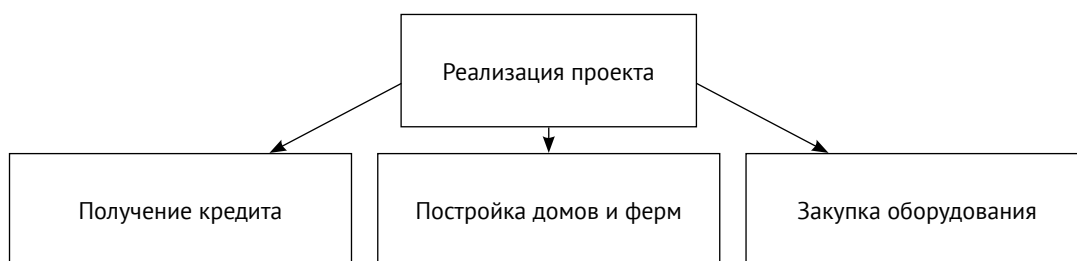 Реализация проекта
Получение кредита
Постройка домов и ферм
Закупка оборудования